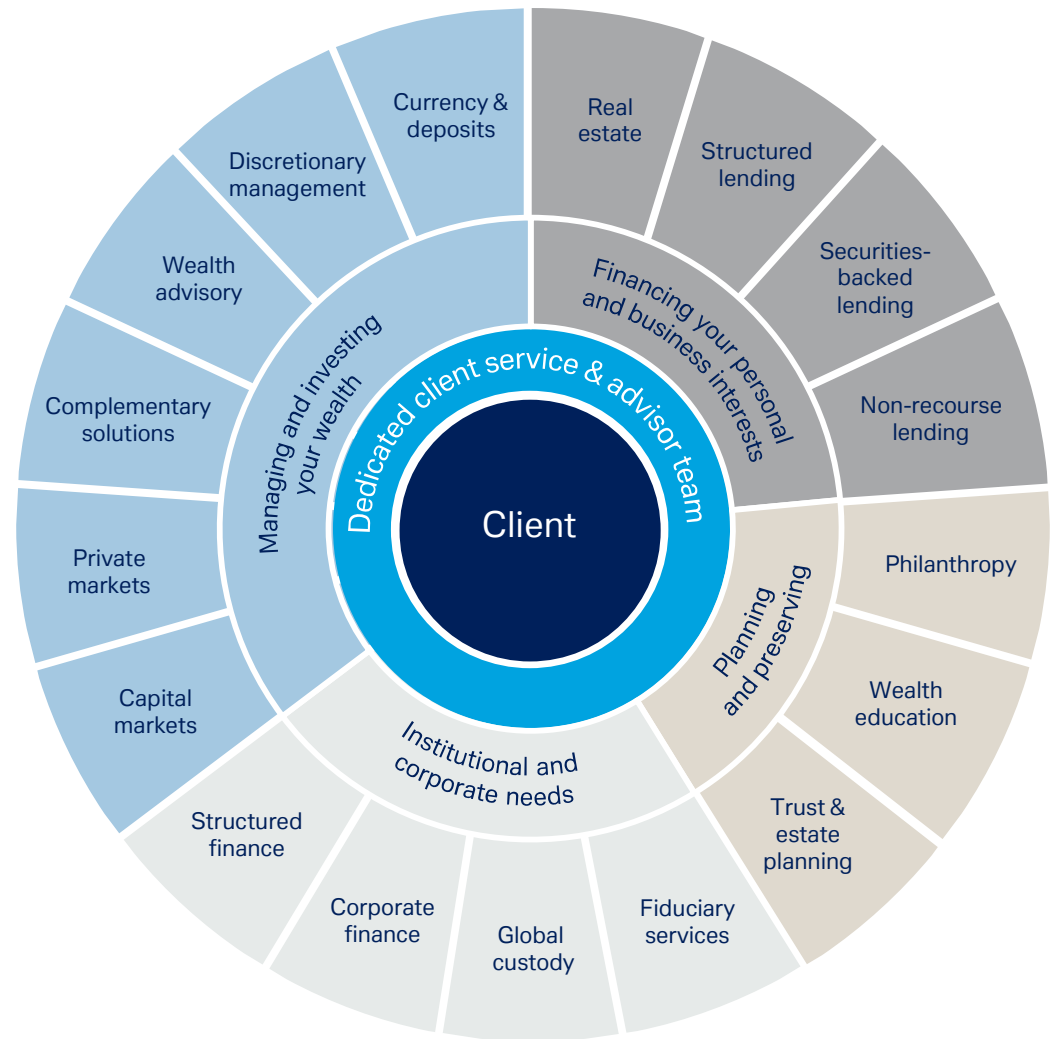 Currency &
deposits
Real
estate
Discretionary
management
Structured
lending
Wealth
advisory
Securities-
backed
lending
Financing your personal
and business interests
Managing and investing
your wealth
Dedicated client service & advisor team
Complementary
solutions
Non-recourse
lending
Client
Private
markets
Philanthropy
Planning
and preserving
Capital
markets
Wealth
education
Institutional and
corporate needs
Structured
finance
Trust &
estate
planning
Corporate
finance
Global
custody
Fiduciary
services